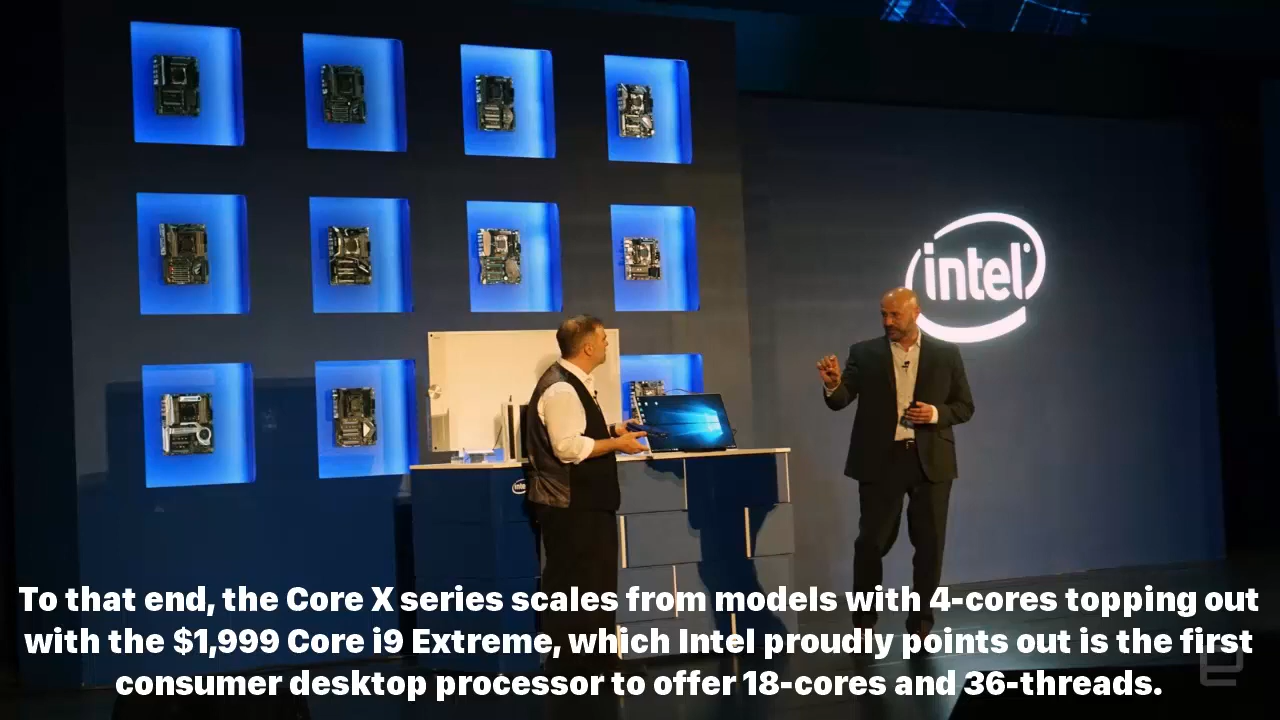 intel
To that end, the Core X series scales from models with 4-cores topping out
with the $1,999 Core i9 Extreme, which Intel proudly points out is the first
consumer desktop processor to offer 18-cores and 36-threads.